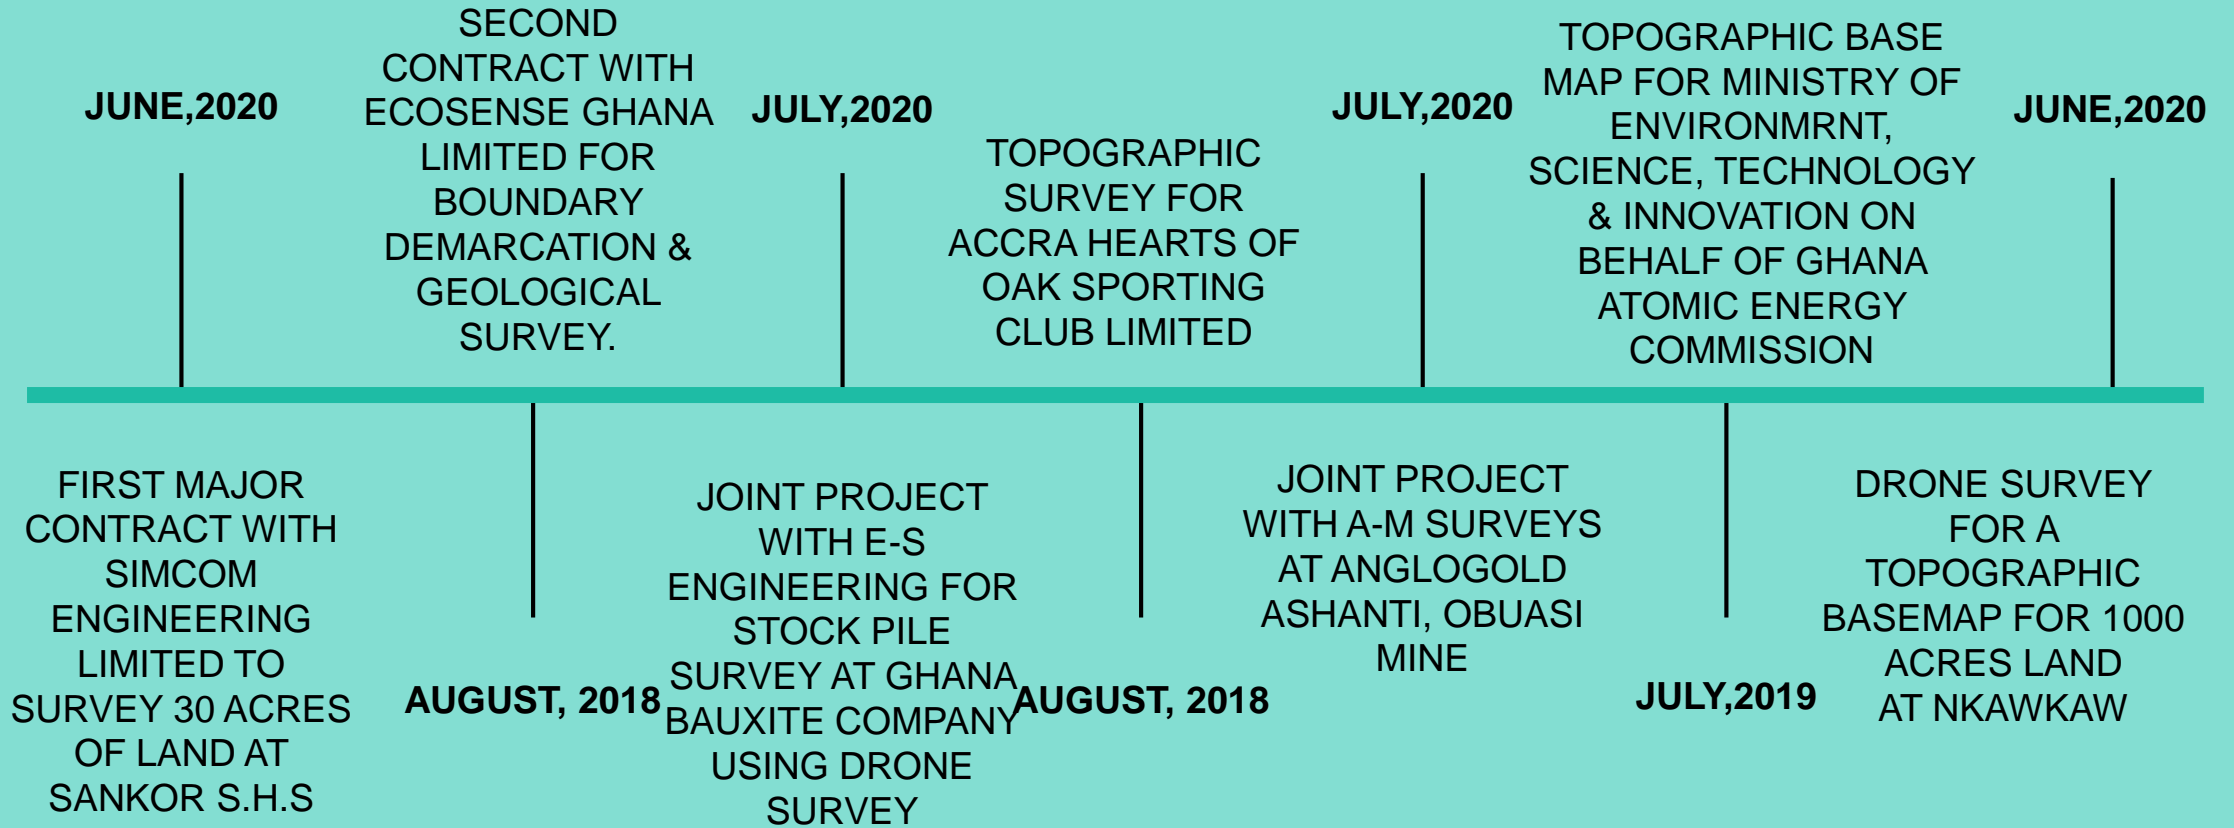 JUNE,2020
SECOND
CONTRACT WITH
ECOSENSE GHANA
LIMITED FOR
BOUNDARY
DEMARCATION &
GEOLOGICAL
SURVEY.
JULY,2020
TOPOGRAPHIC
SURVEY FOR
ACCRA HEARTS OF
OAK SPORTING
CLUB LIMITED
JULY,2020
TOPOGRAPHIC BASE
MAP FOR MINISTRY OF
ENVIRONMRNT,
SCIENCE, TECHNOLOGY
& INNOVATION ON
BEHALF OF GHANA
ATOMIC ENERGY
COMMISSION
JUNE,2020
FIRST MAJOR
CONTRACT WITH
SIMCOM
ENGINEERING
LIMITED TO
SURVEY 30 ACRES
OF LAND AT
SANKOR S.H.S
AUGUST, 2018
JOINT PROJECT
WITH E-S
ENGINEERING FOR
STOCK PILE
SURVEY AT GHANA
BAUXITE COMPANY
USING DRONE
SURVEY
AUGUST, 2018
JOINT PROJECT
WITH A-M SURVEYS
AT ANGLOGOLD
ASHANTI, OBUASI
MINE
JULY,2019
DRONE SURVEY
FOR A
TOPOGRAPHIC
BASEMAP FOR 1000
ACRES LAND
AT NKAWKAW